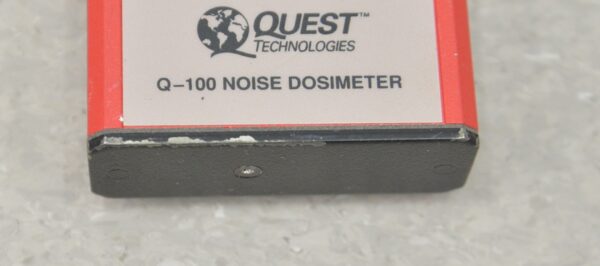 QUEST™
TECHNOLOGIES
Q-100 NOISE DOSIMETER